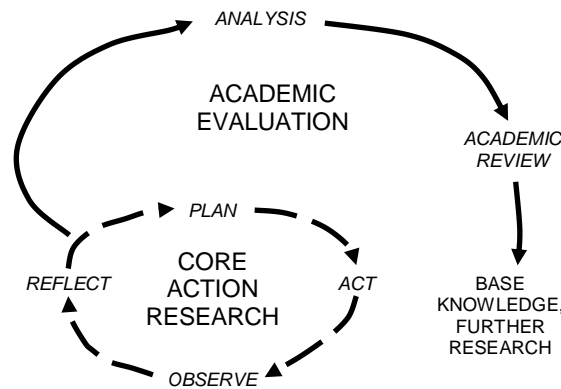 ANALYSIS
ACADEMIC
EVALUATION
ACADEMIC
REVIEW
PLAN
REFLECT
CORE
ACTION
RESEARCH
ACT
OBSERVE
BASE
KNOWLEDGE,
FURTHER
RESEARCH